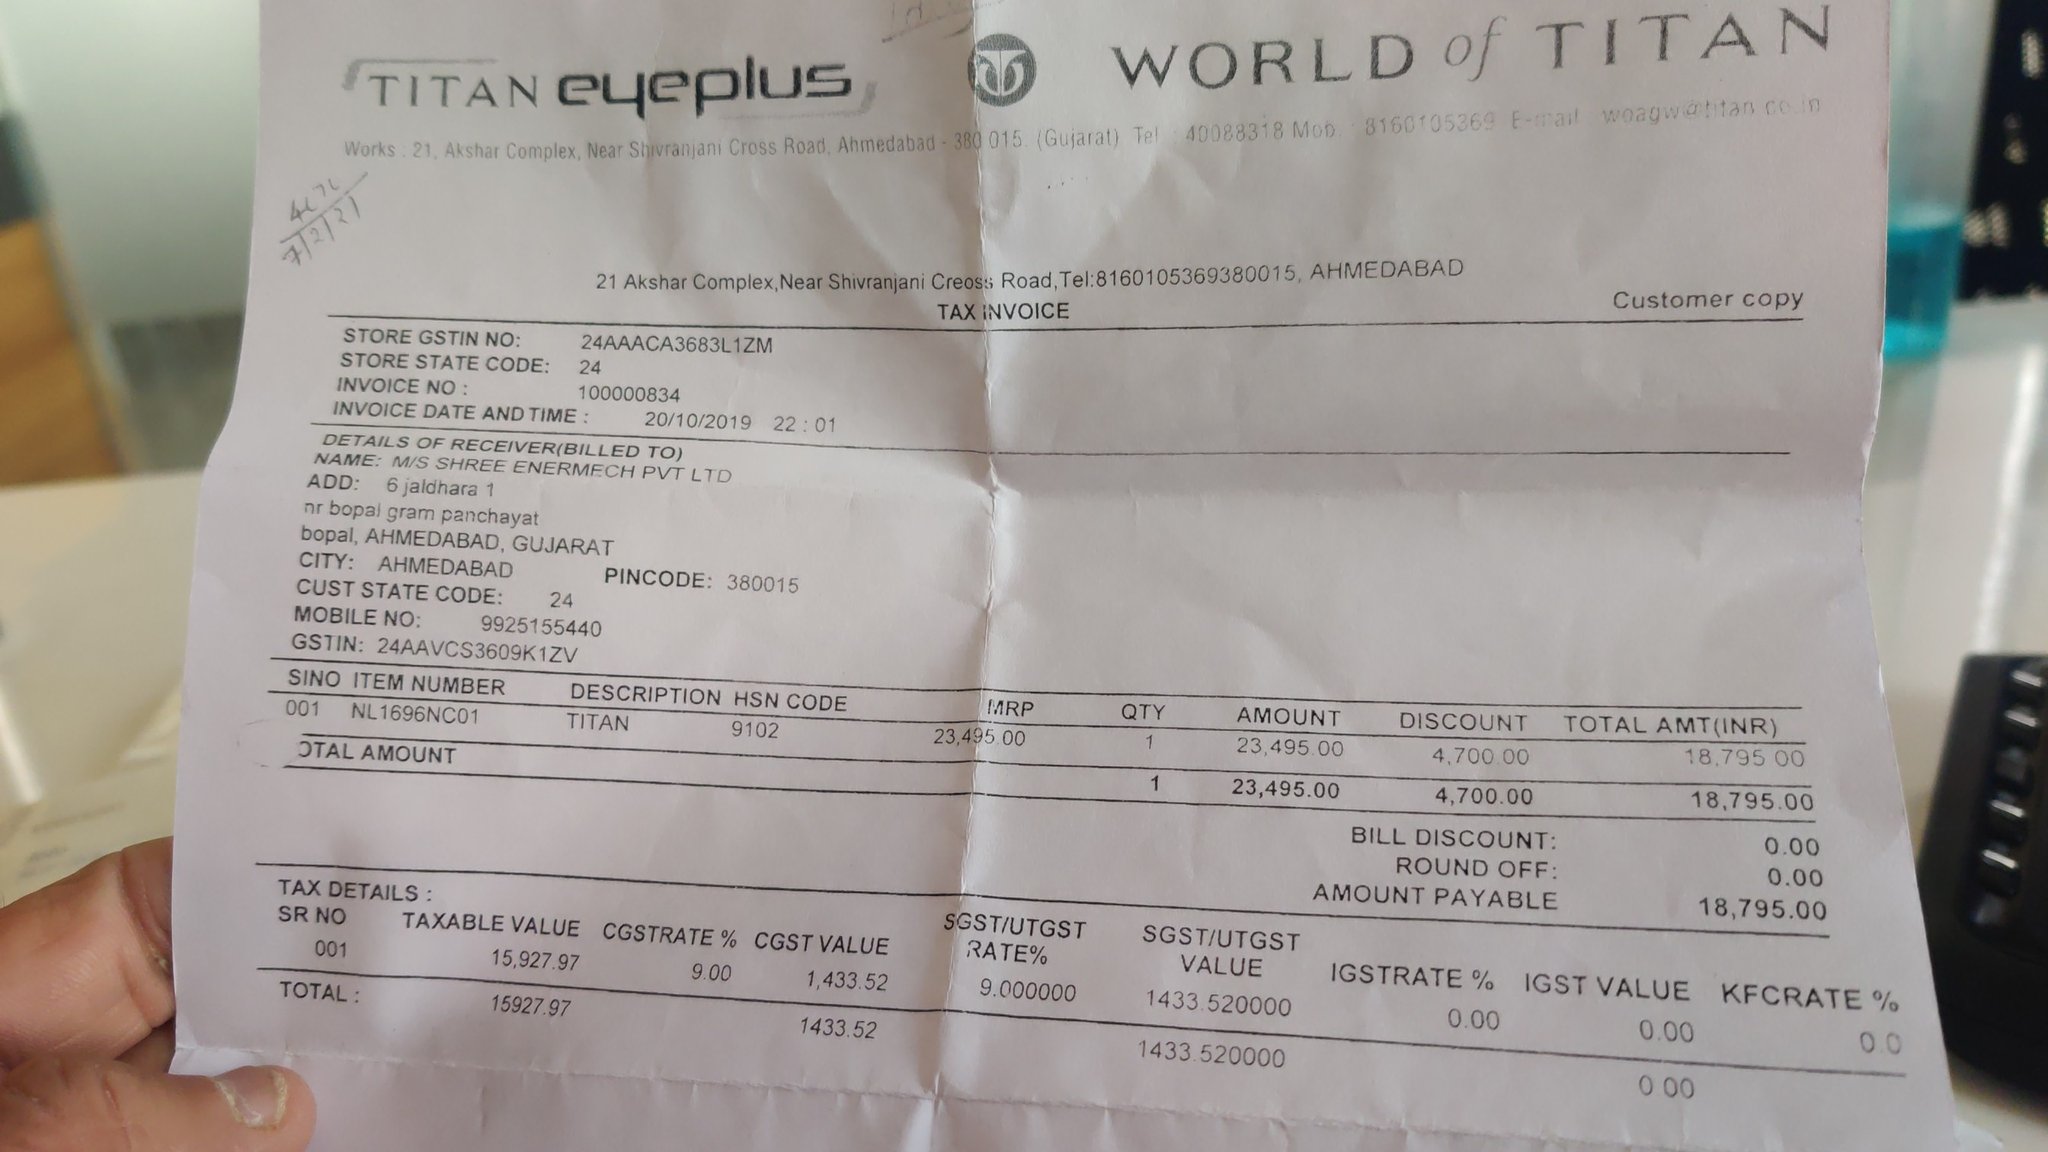 TITAN eyeplus WORLD of TITAN
Works : 21, Akshar Complex, Near Shivranjani Cross Road, Ahmedabad - 380 015. (Gujarat) Tel : 40088318 Mob. : 8160105369 E-mail : woagw@titan.co.in
7/2/21
21 Akshar Complex,Near Shivranjani Creoss Road,Tel:8160105369380015, AHMEDABAD
TAX INVOICE
Customer copy
STORE GSTIN NO: 24AAACA3683L1ZM
STORE STATE CODE: 24
INVOICE NO : 100000834
INVOICE DATE AND TIME : 20/10/2019 22 : 01
DETAILS OF RECEIVER(BILLED TO)
NAME: M/S SHREE ENERMECH PVT LTD
ADD: 6 jaldhara 1
nr bopal gram panchayat
bopal, AHMEDABAD, GUJARAT
CITY: AHMEDABAD PINCODE: 380015
CUST STATE CODE: 24
MOBILE NO: 9925155440
GSTIN: 24AAVCS3609K1ZV
SINO ITEM NUMBER DESCRIPTION HSN CODE MRP QTY AMOUNT DISCOUNT TOTAL AMT(INR)
001 NL1696NC01 TITAN 9102 23,495.00 1 23,495.00 4,700.00 18,795 00
OTAL AMOUNT 1 23,495.00 4,700.00 18,795.00
BILL DISCOUNT: 0.00
ROUND OFF: 0.00
AMOUNT PAYABLE 18,795.00
TAX DETAILS :
SR NO TAXABLE VALUE CGSTRATE % CGST VALUE SGST/UTGST RATE% SGST/UTGST VALUE IGSTRATE % IGST VALUE KFCRATE %
001 15,927.97 9.00 1,433.52 9.000000 1433.520000 0.00 0.00 0.0
TOTAL : 15927.97 1433.52 1433.520000 0 00